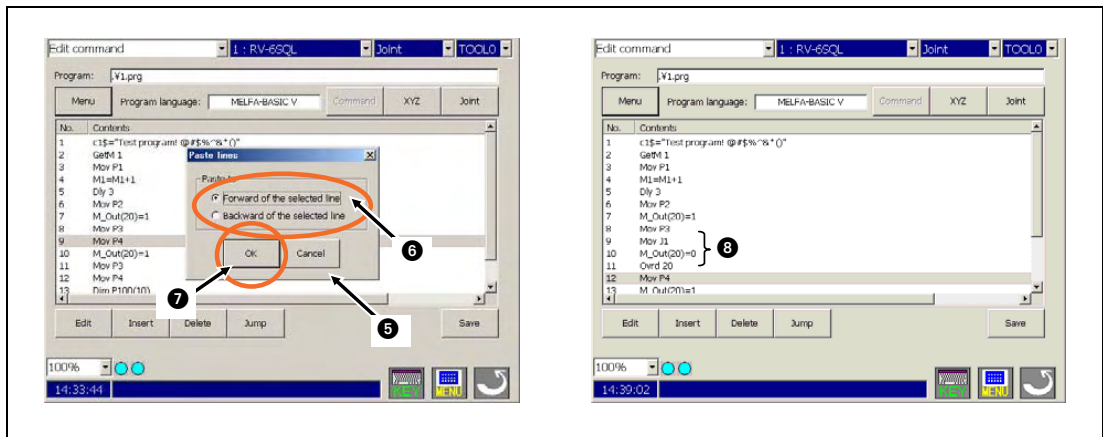 Edit command 1 : RV-6SQL Joint TOOL0
Program: .¥1.prg
Menu Program language: MELFA-BASIC V Command XYZ Joint
No. Contents
1 c1$="Test program! @#$%^&*()"
2 GetM 1
3 Mov P1
4 M1=M1+1
5 Dly 3
6 Mov P2
7 M_Out(20)=1
8 Mov P3
9 Mov P4
10 M_Out(20)=1
11 Mov P3
12 Mov P4
13 Dim P100(10)
Paste lines
Paste to
Forward of the selected line
Backward of the selected line
OK Cancel
❻
❼
❺
Edit Insert Delete Jump Save
100%
14:33:44 KEY MENU
Edit command 1 : RV-6SQL Joint TOOL0
Program: .¥1.prg
Menu Program language: MELFA-BASIC V Command XYZ Joint
No. Contents
1 c1$="Test program! @#$%^&*()"
2 GetM 1
3 Mov P1
4 M1=M1+1
5 Dly 3
6 Mov P2
7 M_Out(20)=1
8 Mov P3
9 Mov J1
10 M_Out(20)=0
11 Ovrd 20
12 Mov P4
13 M_Out(20)=1
❽
Edit Insert Delete Jump Save
100%
14:39:02 KEY MENU